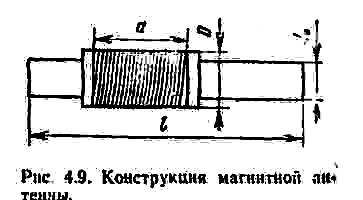 a
D
l
Рис. 4.9. Конструкция магнитной ан-
тенны.